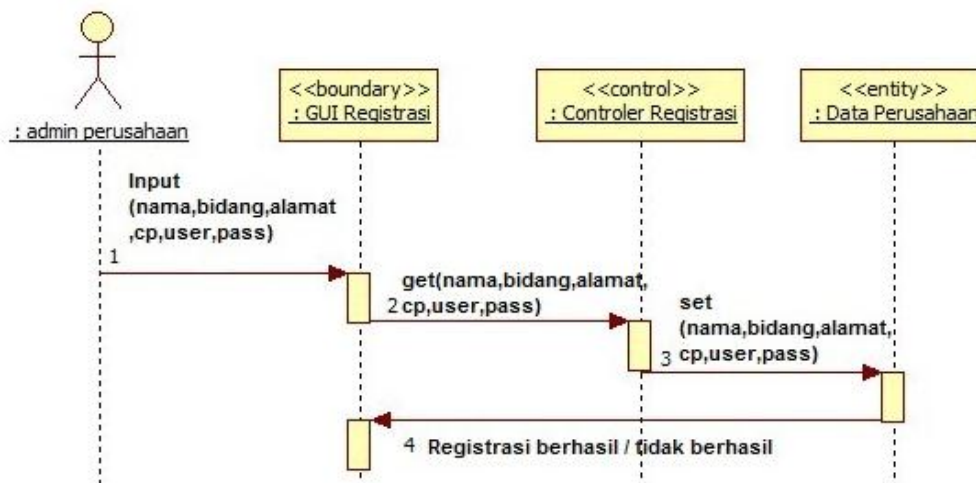 : admin perusahaan
<<boundary>>
: GUI Registrasi
<<control>>
: Controler Registrasi
<<entity>>
: Data Perusahaan
Input
(nama,bidang,alamat
,cp,user,pass)
1
get(nama,bidang,alamat,
2 cp,user,pass)
set
(nama,bidang,alamat,
3 cp,user,pass)
4 Registrasi berhasil / tidak berhasil